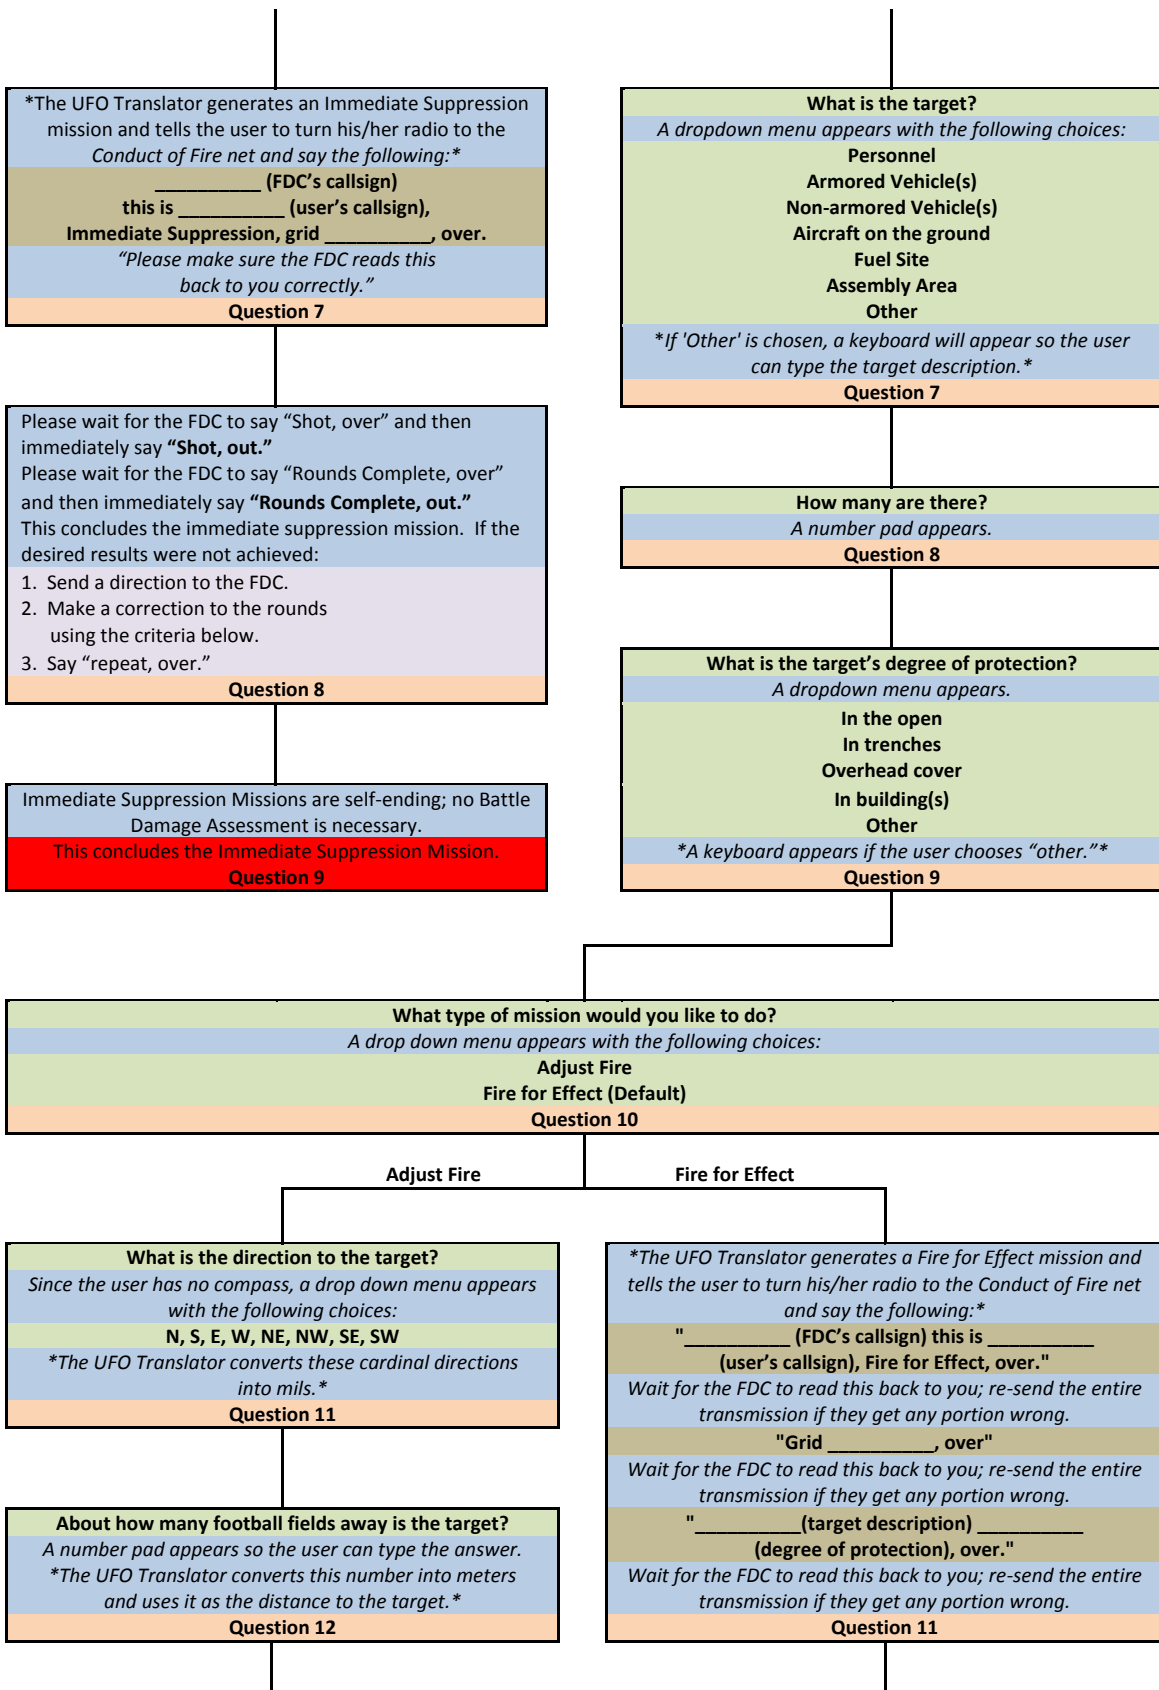 *The UFO Translator generates an Immediate Suppression
mission and tells the user to turn his/her radio to the
Conduct of Fire net and say the following:*
__________ (FDC's callsign)
this is __________ (user's callsign),
Immediate Suppression, grid __________, over.
“Please make sure the FDC reads this
back to you correctly.”
Question 7
Please wait for the FDC to say “Shot, over” and then
immediately say “Shot, out.”
Please wait for the FDC to say “Rounds Complete, over”
and then immediately say “Rounds Complete, out.”
This concludes the immediate suppression mission.  If the
desired results were not achieved:
1.  Send a direction to the FDC.
2.  Make a correction to the rounds
using the criteria below.
3.  Say “repeat, over.”
Question 8
Immediate Suppression Missions are self-ending; no Battle
Damage Assessment is necessary.
This concludes the Immediate Suppression Mission.
Question 9
What is the target?
A dropdown menu appears with the following choices:
Personnel
Armored Vehicle(s)
Non-armored Vehicle(s)
Aircraft on the ground
Fuel Site
Assembly Area
Other
*If 'Other' is chosen, a keyboard will appear so the user
can type the target description.*
Question 7
How many are there?
A number pad appears.
Question 8
What is the target’s degree of protection?
A dropdown menu appears.
In the open
In trenches
Overhead cover
In building(s)
Other
*A keyboard appears if the user chooses “other.”*
Question 9
What type of mission would you like to do?
A drop down menu appears with the following choices:
Adjust Fire
Fire for Effect (Default)
Question 10
Adjust Fire
Fire for Effect
What is the direction to the target?
Since the user has no compass, a drop down menu appears
with the following choices:
N, S, E, W, NE, NW, SE, SW
*The UFO Translator converts these cardinal directions
into mils.*
Question 11
About how many football fields away is the target?
A number pad appears so the user can type the answer.
*The UFO Translator converts this number into meters
and uses it as the distance to the target.*
Question 12
*The UFO Translator generates a Fire for Effect mission and
tells the user to turn his/her radio to the Conduct of Fire net
and say the following:*
"__________ (FDC's callsign) this is __________
(user's callsign), Fire for Effect, over."
Wait for the FDC to read this back to you; re-send the entire
transmission if they get any portion wrong.
"Grid __________, over"
Wait for the FDC to read this back to you; re-send the entire
transmission if they get any portion wrong.
"__________(target description) __________
(degree of protection), over."
Wait for the FDC to read this back to you; re-send the entire
transmission if they get any portion wrong.
Question 11